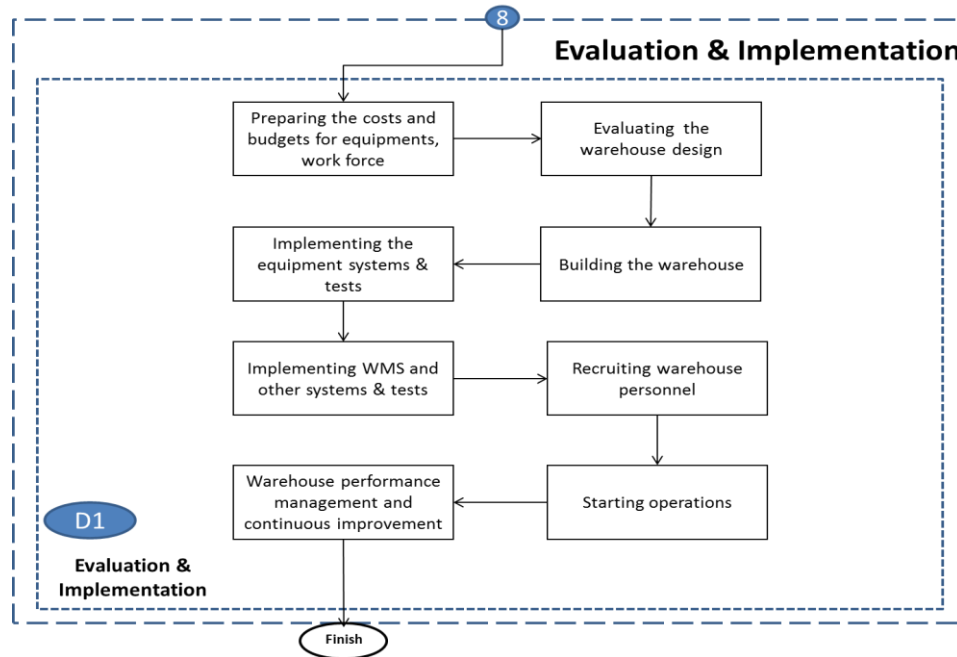 8
Evaluation & Implementation
Preparing the costs and
budgets for equipments,
work force
Evaluating the
warehouse design
Building the warehouse
Implementing the
equipment systems &
tests
Implementing WMS and
other systems & tests
Recruiting warehouse
personnel
Starting operations
Warehouse performance
management and
continuous improvement
D1
Evaluation &
Implementation
Finish